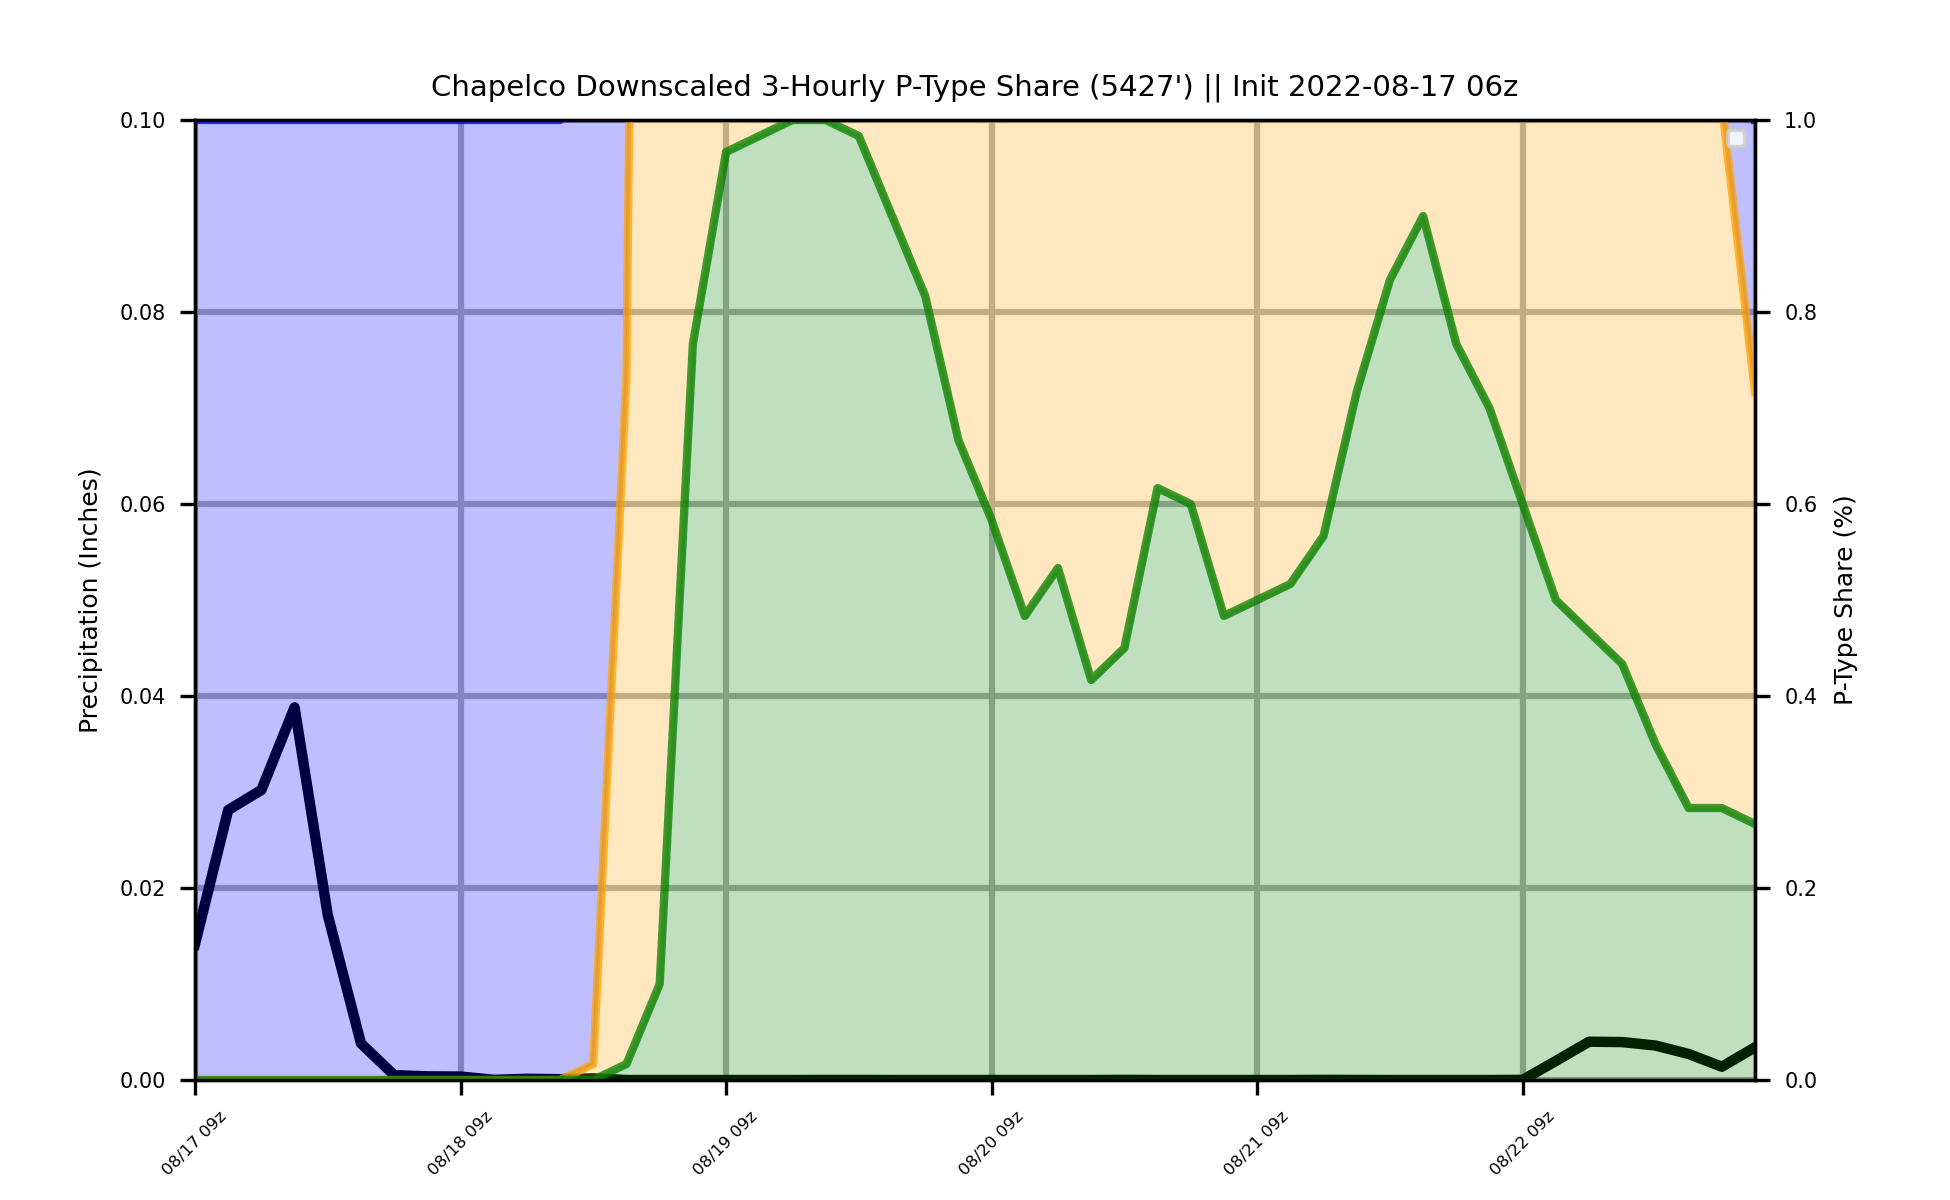 Chapelco Downscaled 3-Hourly P-Type Share (5427') || Init 2022-08-17 06z
0.10
0.08
0.06
0.04
0.02
0.00
Precipitation (Inches)
1.0
0.8
0.6
0.4
0.2
0.0
P-Type Share (%)
08/17 09z
08/18 09z
08/19 09z
08/20 09z
08/21 09z
08/22 09z